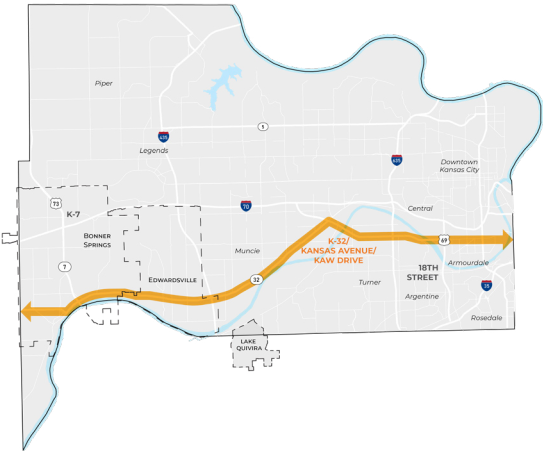 Piper
5
435
Legends
635
Downtown
Kansas City
70
73
K-7
Central
BONNER
SPRINGS
69
K-32/
KANSAS AVENUE/
KAW DRIVE
Muncie
7
18TH
STREET
Armourdale
EDWARDSVILLE
32
Turner
35
Argentine
Rosedale
LAKE
QUIVIRA